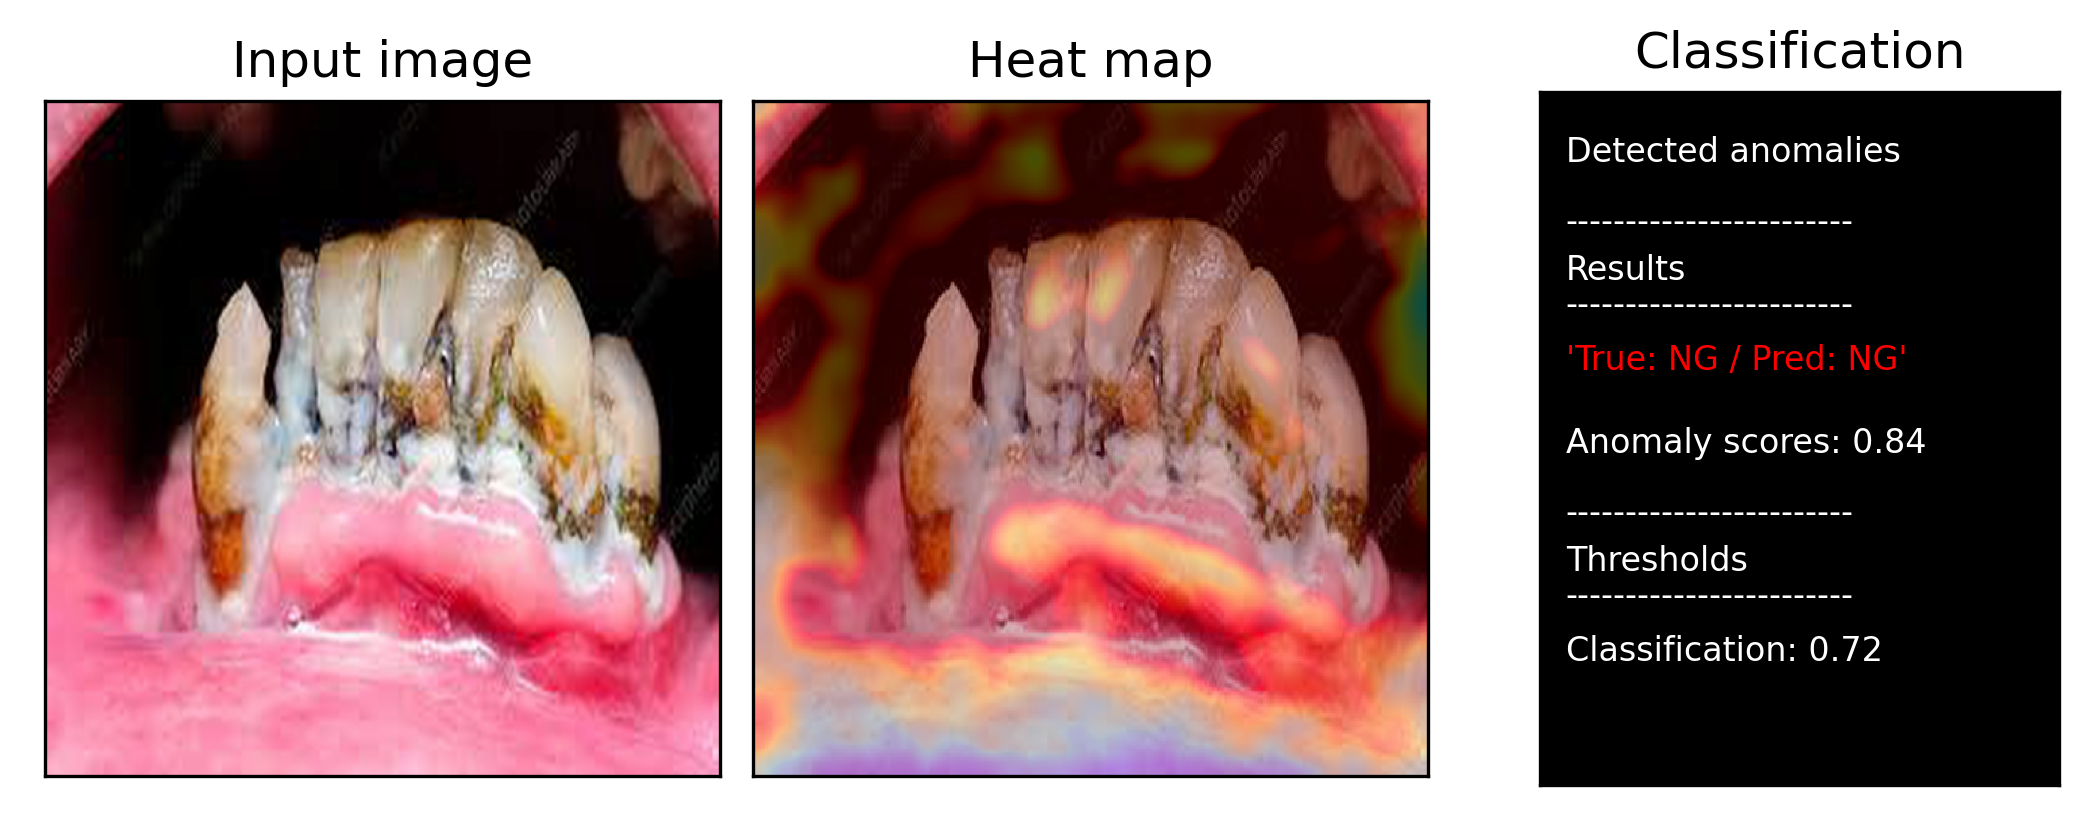 Input image
Heat map
Classification
Detected anomalies
------------------------
Results
------------------------
'True: NG / Pred: NG'
Anomaly scores: 0.84
------------------------
Thresholds
------------------------
Classification: 0.72